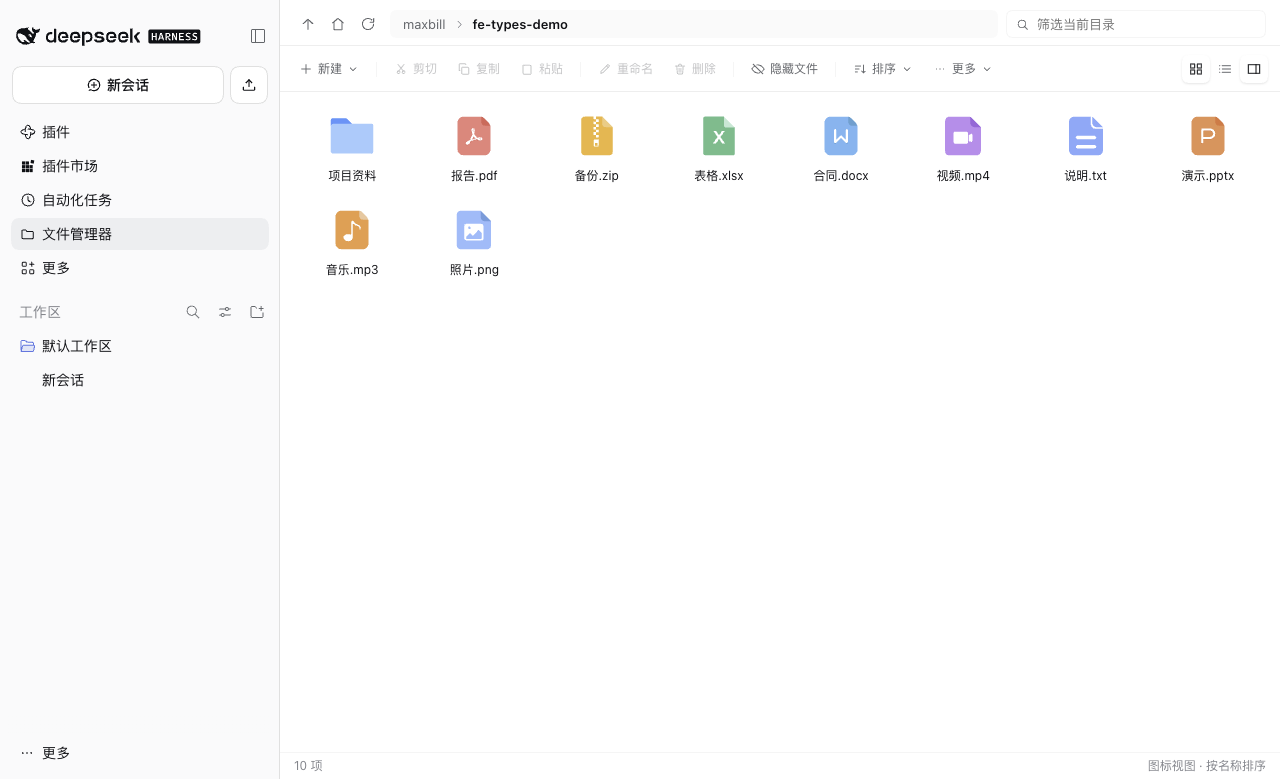 deepseek HARNESS
新会话
插件
插件市场
自动化任务
文件管理器
更多
工作区
默认工作区
新会话
更多
maxbill fe-types-demo
筛选当前目录
新建 剪切 复制 粘贴 重命名 删除 隐藏文件 排序 更多
项目资料 报告.pdf 备份.zip 表格.xlsx 合同.docx 视频.mp4 说明.txt 演示.pptx
音乐.mp3 照片.png
10 项
图标视图 · 按名称排序